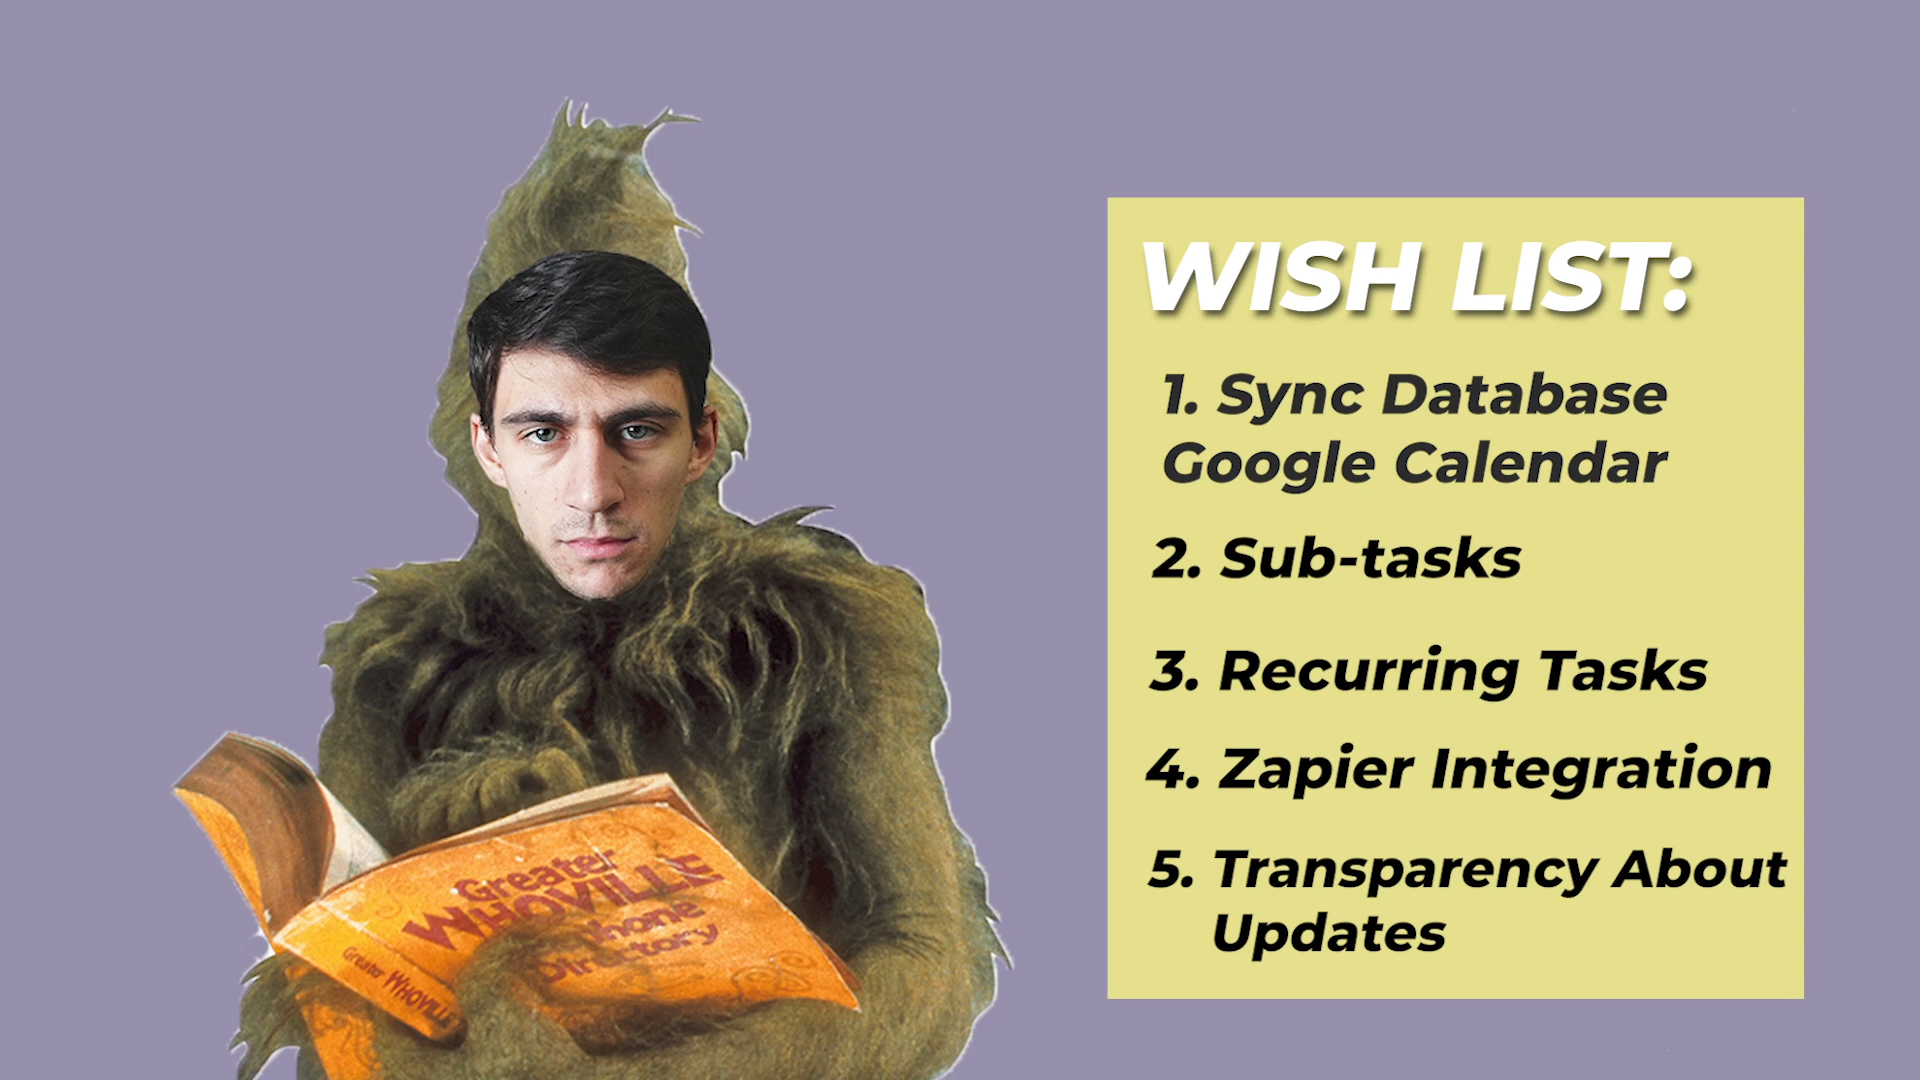 WISH LIST:
1. Sync Database
Google Calendar
2. Sub-tasks
3. Recurring Tasks
4. Zapier Integration
5. Transparency About
Updates
Greater
WHOVILLE
Phone
Directory
Greater WHOVILLE